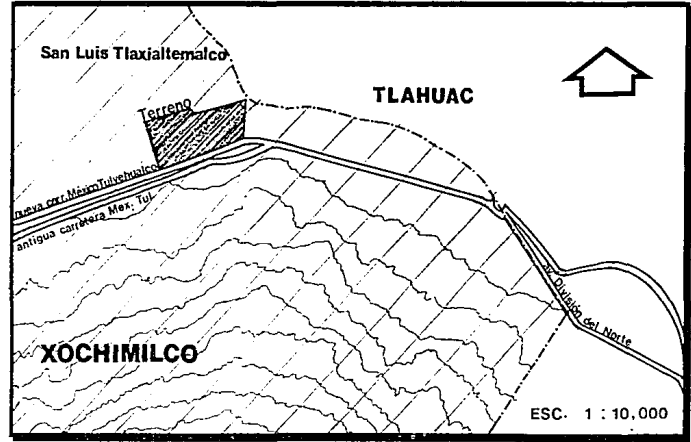 San Luis Tlaxialtemalco
TLAHUAC
Terreno
nueva carr. México Tulyehualco
antigua carretera Mex. Tul
División del Norte
XOCHIMILCO
ESC. 1 : 10,000